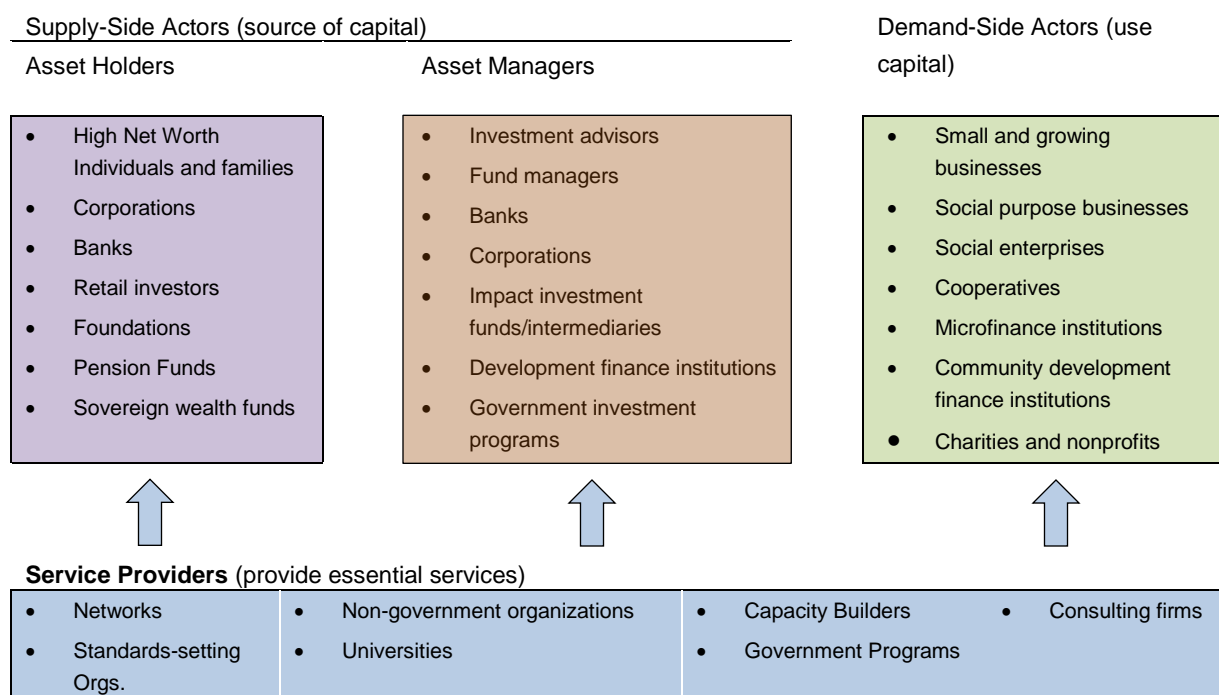 Supply-Side Actors (source of capital)
Demand-Side Actors (use
capital)
Asset Holders
Asset Managers
• High Net Worth
Individuals and families
• Corporations
• Banks
• Retail investors
• Foundations
• Pension Funds
• Sovereign wealth funds
• Investment advisors
• Fund managers
• Banks
• Corporations
• Impact investment
funds/intermediaries
• Development finance institutions
• Government investment
programs
• Small and growing
businesses
• Social purpose businesses
• Social enterprises
• Cooperatives
• Microfinance institutions
• Community development
finance institutions
• Charities and nonprofits
Service Providers (provide essential services)
• Networks
• Standards-setting
Orgs.
• Non-government organizations
• Universities
• Capacity Builders
• Government Programs
• Consulting firms